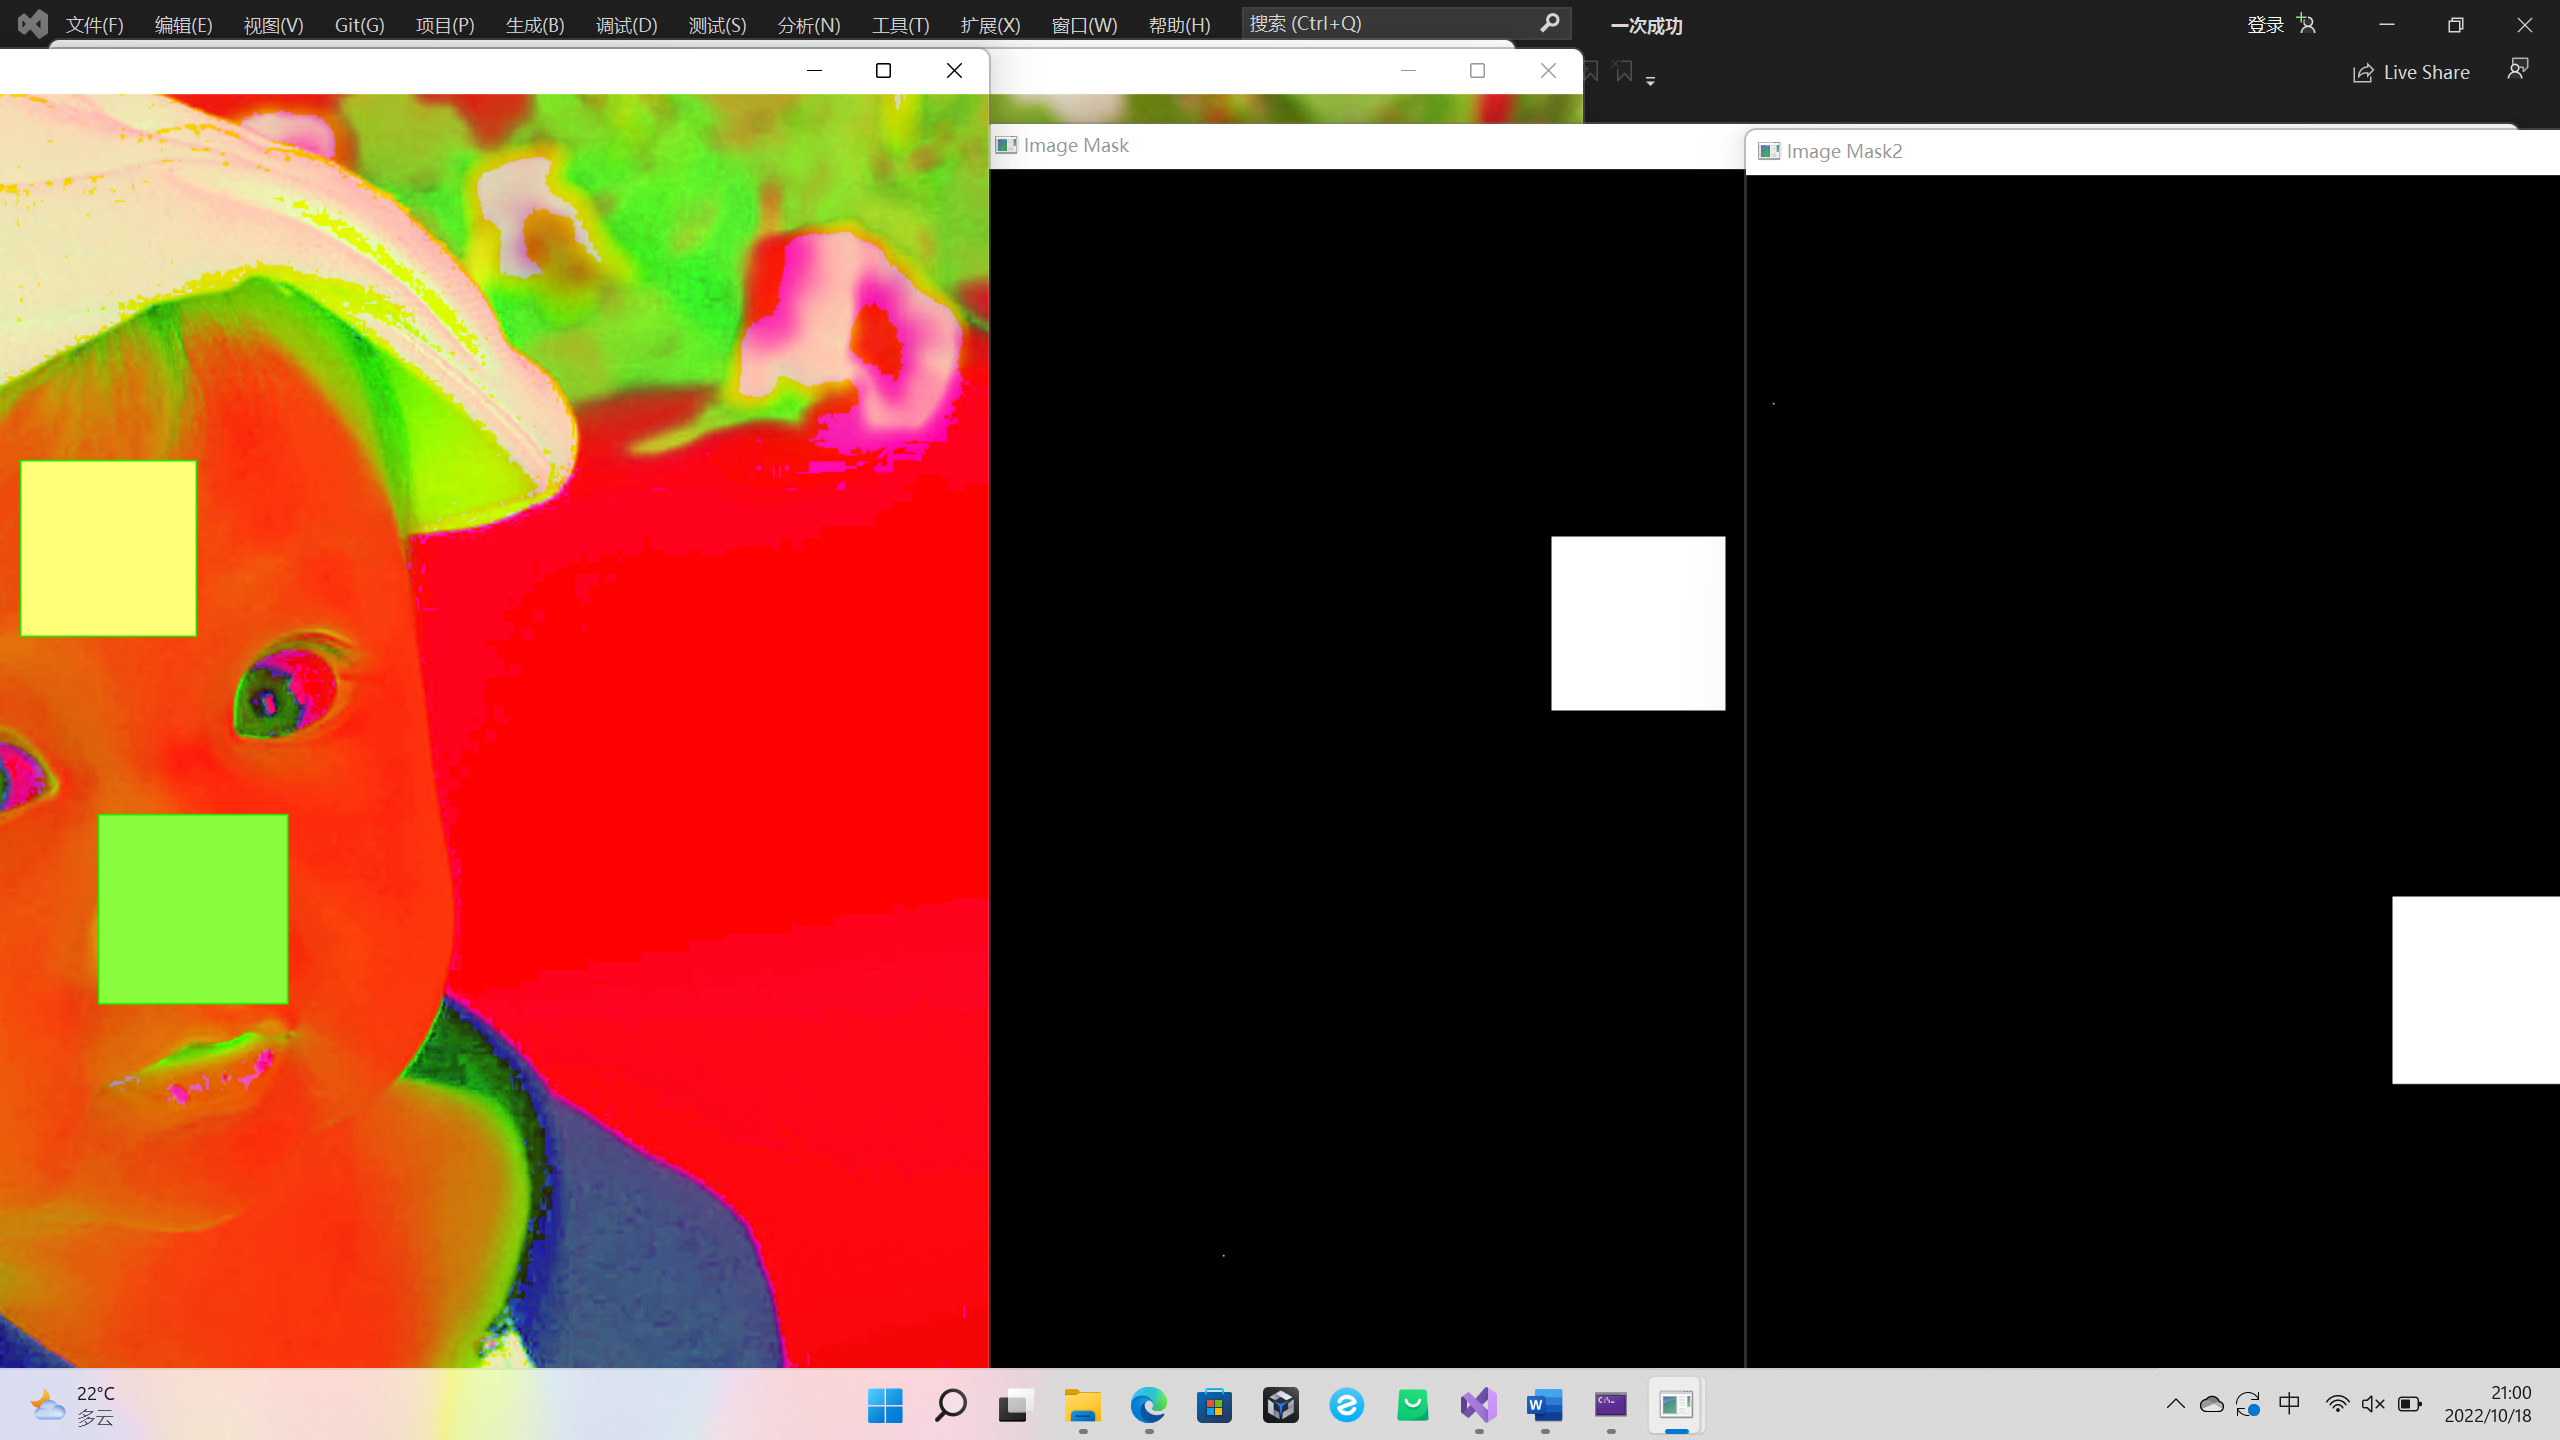 文件(F) 编辑(E) 视图(V) Git(G) 项目(P) 生成(B) 调试(D) 测试(S) 分析(N) 工具(T) 扩展(X) 窗口(W) 帮助(H) 搜索 (Ctrl+Q) 一次成功 登录
Live Share
Image Mask
Image Mask2
22°C
多云
中
21:00
2022/10/18